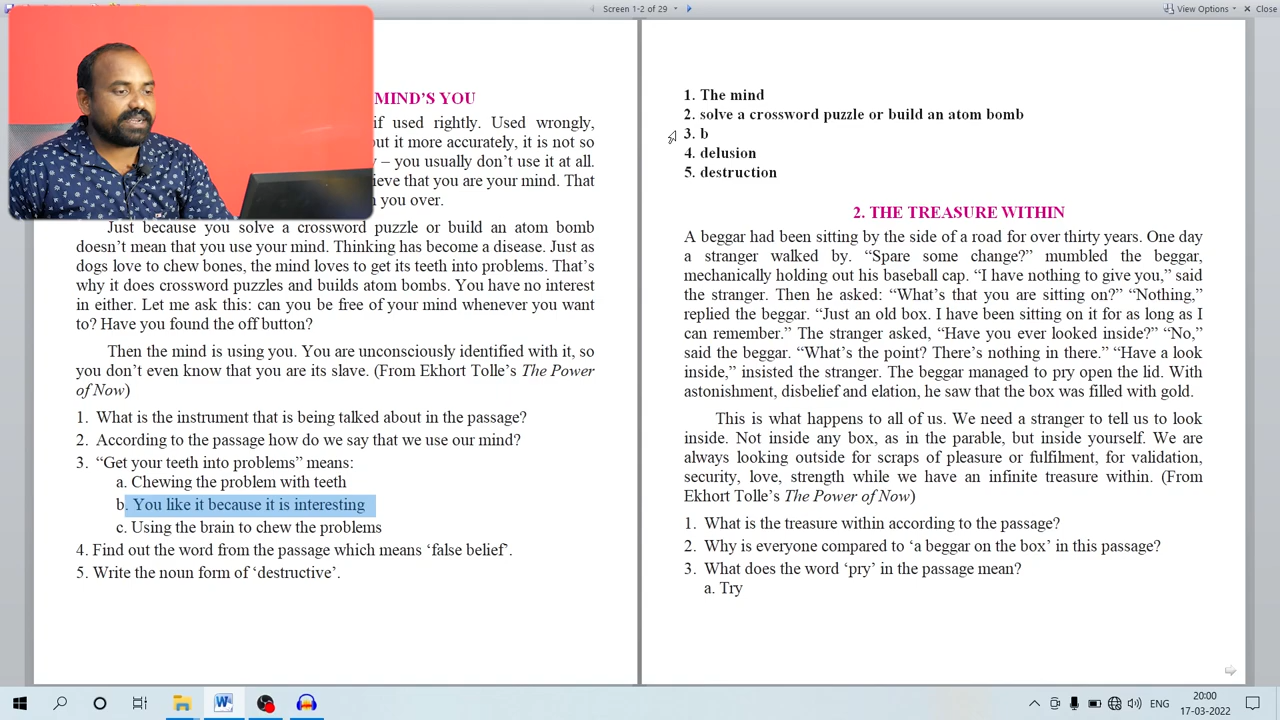 Screen 1-2 of 29
View Options
Close
MIND'S YOU
if used rightly. Used wrongly,
out it more accurately, it is not so
– you usually don't use it at all.
ieve that you are your mind. That
you over.
Just because you solve a crossword puzzle or build an atom bomb
doesn't mean that you use your mind. Thinking has become a disease. Just as
dogs love to chew bones, the mind loves to get its teeth into problems. That's
why it does crossword puzzles and builds atom bombs. You have no interest
in either. Let me ask this: can you be free of your mind whenever you want
to? Have you found the off button?
Then the mind is using you. You are unconsciously identified with it, so
you don't even know that you are its slave. (From Ekhort Tolle's The Power
of Now)
1. What is the instrument that is being talked about in the passage?
2. According to the passage how do we say that we use our mind?
3. “Get your teeth into problems” means:
a. Chewing the problem with teeth
b. You like it because it is interesting
c. Using the brain to chew the problems
4. Find out the word from the passage which means ‘false belief’.
5. Write the noun form of ‘destructive’.
1. The mind
2. solve a crossword puzzle or build an atom bomb
3. b
4. delusion
5. destruction
2. THE TREASURE WITHIN
A beggar had been sitting by the side of a road for over thirty years. One day
a stranger walked by. “Spare some change?” mumbled the beggar,
mechanically holding out his baseball cap. “I have nothing to give you,” said
the stranger. Then he asked: “What's that you are sitting on?” “Nothing,”
replied the beggar. “Just an old box. I have been sitting on it for as long as I
can remember.” The stranger asked, “Have you ever looked inside?” “No,”
said the beggar. “What's the point? There's nothing in there.” “Have a look
inside,” insisted the stranger. The beggar managed to pry open the lid. With
astonishment, disbelief and elation, he saw that the box was filled with gold.
This is what happens to all of us. We need a stranger to tell us to look
inside. Not inside any box, as in the parable, but inside yourself. We are
always looking outside for scraps of pleasure or fulfilment, for validation,
security, love, strength while we have an infinite treasure within. (From
Ekhort Tolle's The Power of Now)
1. What is the treasure within according to the passage?
2. Why is everyone compared to ‘a beggar on the box’ in this passage?
3. What does the word ‘pry’ in the passage mean?
a. Try
ENG
20:00
17-03-2022